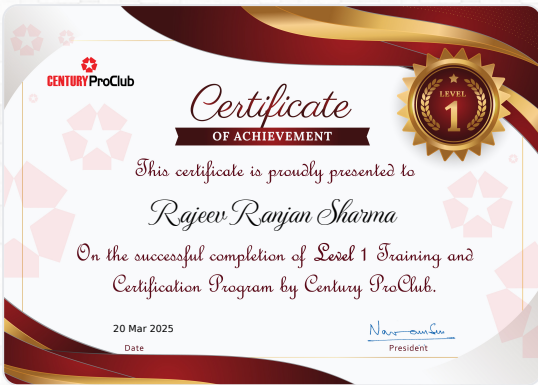 CENTURY ProClub
Certificate
OF ACHIEVEMENT
LEVEL
1
This certificate is proudly presented to
Rajeev Ranjan Sharma
On the successful completion of Level 1 Training and
Certification Program by Century ProClub.
20 Mar 2025
Date
President